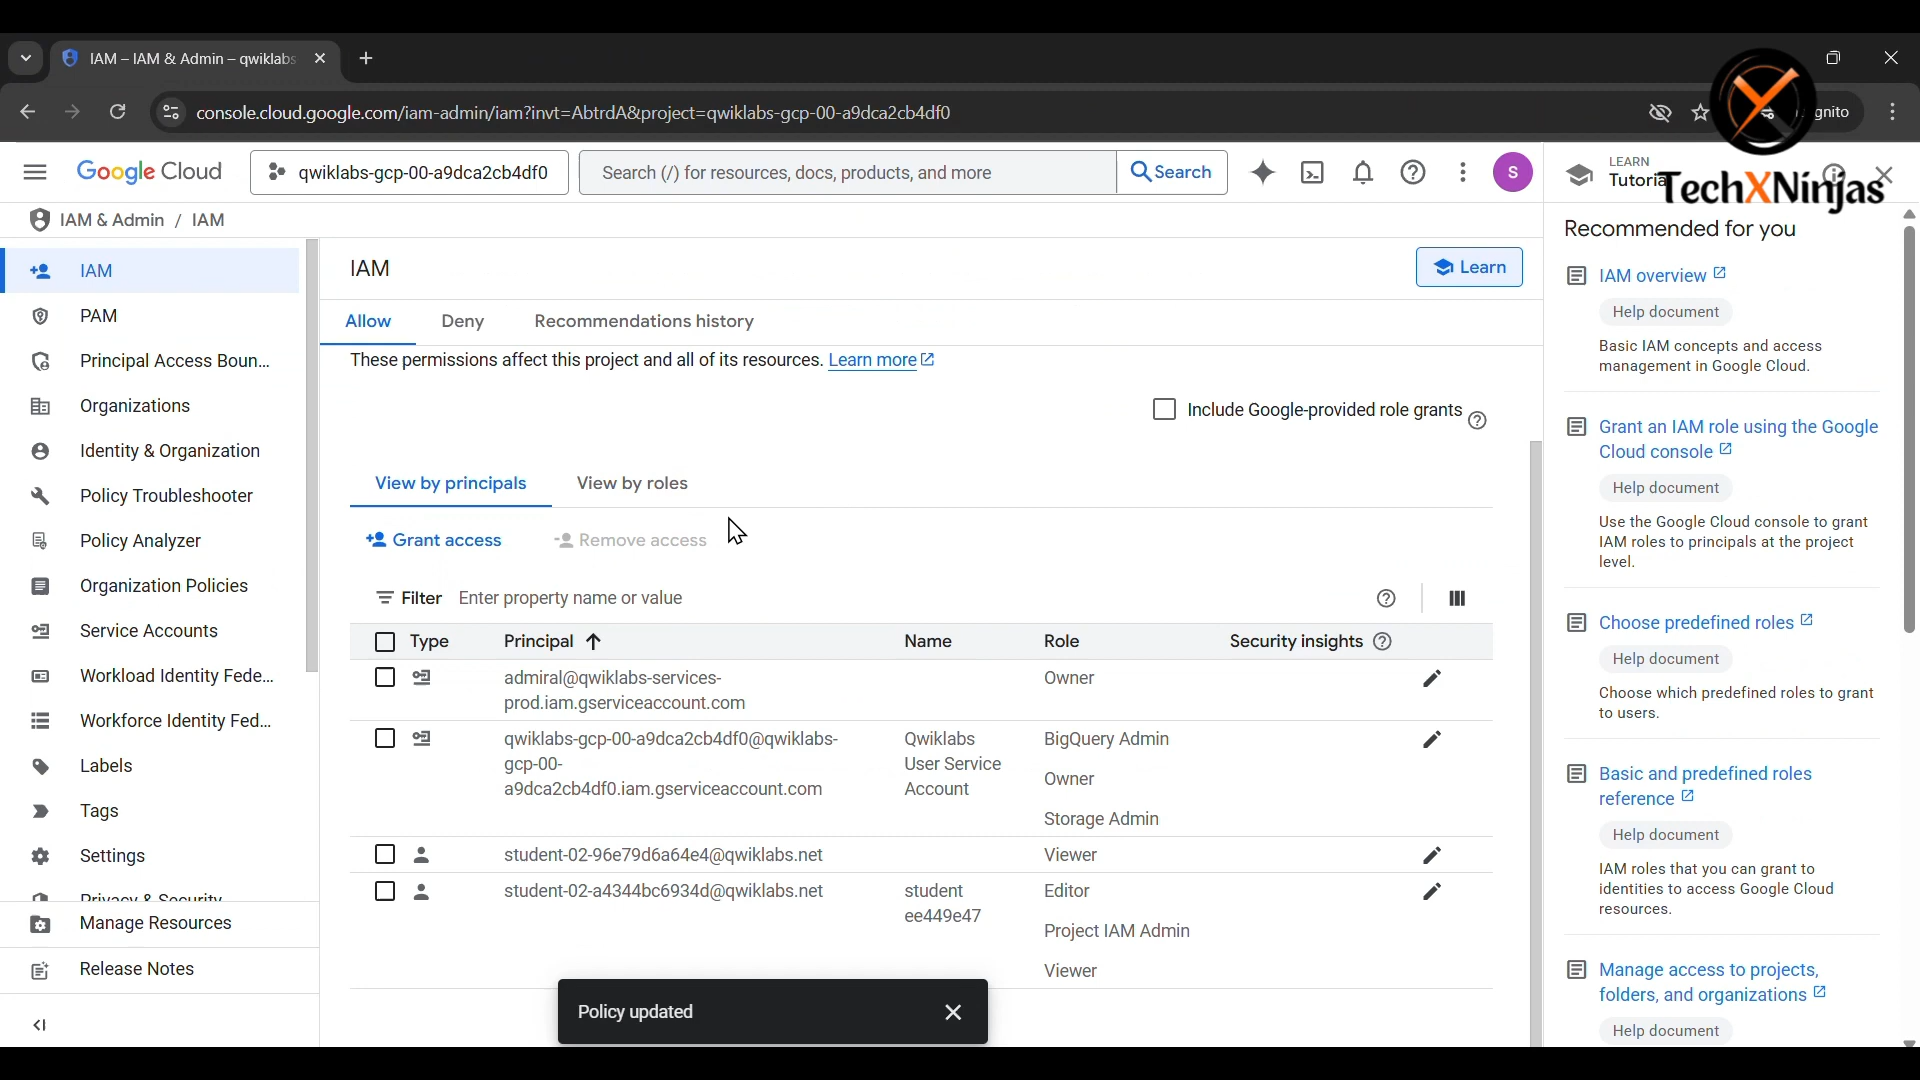 IAM – IAM & Admin – qwiklabs
console.cloud.google.com/iam-admin/iam?invt=AbtrdA&project=qwiklabs-gcp-00-a9dca2cb4df0
gnito
Google Cloud
qwiklabs-gcp-00-a9dca2cb4df0
Search (/) for resources, docs, products, and more
Search
S
LEARN
Tutoria
TechXNinjas
IAM & Admin / IAM
IAM
PAM
Principal Access Boun...
Organizations
Identity & Organization
Policy Troubleshooter
Policy Analyzer
Organization Policies
Service Accounts
Workload Identity Fede...
Workforce Identity Fed...
Labels
Tags
Settings
Privacy & Security
Manage Resources
Release Notes
IAM
Learn
Allow
Deny
Recommendations history
These permissions affect this project and all of its resources. Learn more
Include Google-provided role grants
View by principals
View by roles
Grant access
Remove access
Filter Enter property name or value
Type Principal Name Role Security insights
admiral@qwiklabs-services-
prod.iam.gserviceaccount.com
Owner
qwiklabs-gcp-00-a9dca2cb4df0@qwiklabs-
gcp-00-
a9dca2cb4df0.iam.gserviceaccount.com
Qwiklabs
User Service
Account
BigQuery Admin
Owner
Storage Admin
student-02-96e79d6a64e4@qwiklabs.net
Viewer
student-02-a4344bc6934d@qwiklabs.net
student
ee449e47
Editor
Project IAM Admin
Viewer
Policy updated
Recommended for you
IAM overview
Help document
Basic IAM concepts and access
management in Google Cloud.
Grant an IAM role using the Google
Cloud console
Help document
Use the Google Cloud console to grant
IAM roles to principals at the project
level.
Choose predefined roles
Help document
Choose which predefined roles to grant
to users.
Basic and predefined roles
reference
Help document
IAM roles that you can grant to
identities to access Google Cloud
resources.
Manage access to projects,
folders, and organizations
Help document